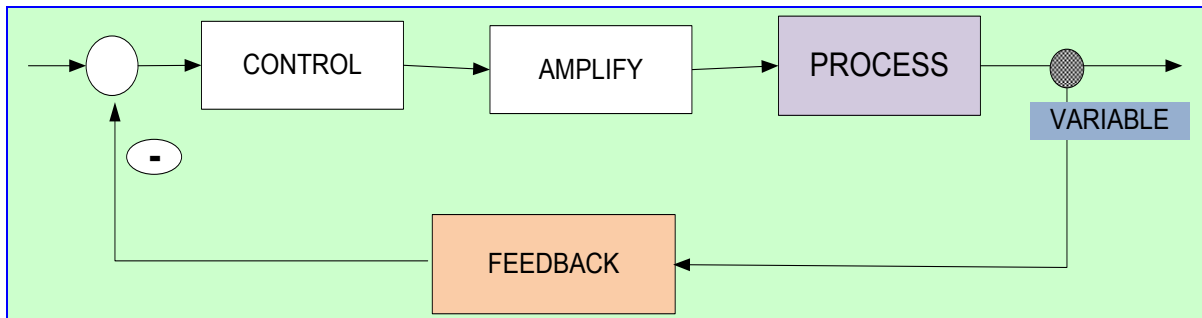 CONTROL
AMPLIFY
PROCESS
VARIABLE
-
FEEDBACK